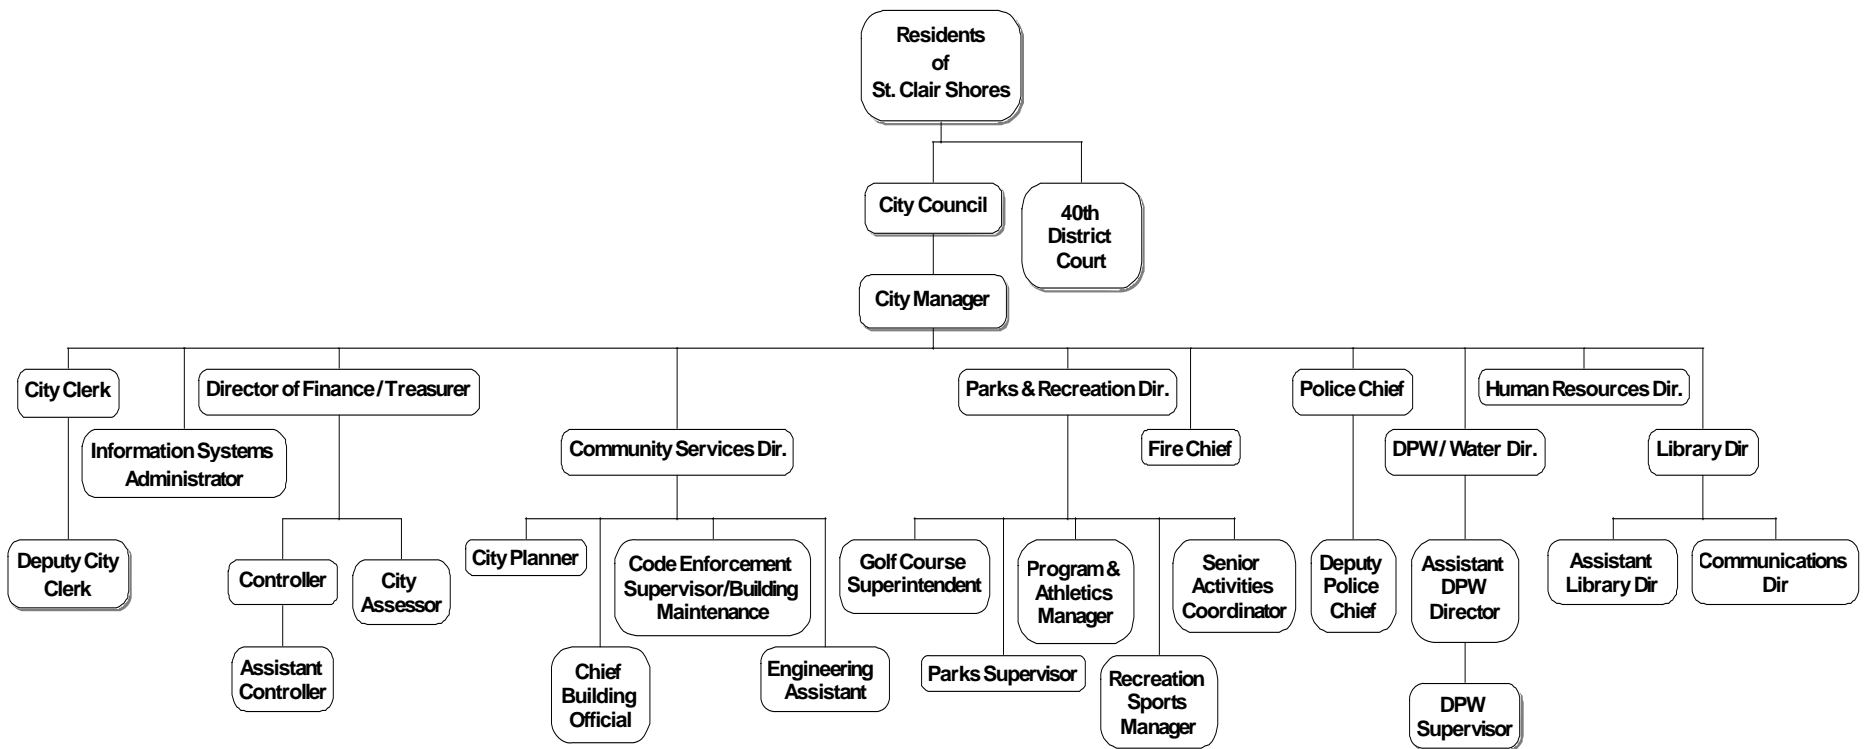 Residents
of
St. Clair Shores
City Council
40th
District
Court
City Manager
City Clerk
Director of Finance / Treasurer
Parks & Recreation Dir.
Police Chief
Human Resources Dir.
Information Systems
Administrator
Community Services Dir.
Fire Chief
DPW / Water Dir.
Library Dir
Deputy City
Clerk
Controller
City
Assessor
City Planner
Code Enforcement
Supervisor/Building
Maintenance
Golf Course
Superintendent
Program &
Athletics
Manager
Senior
Activities
Coordinator
Deputy
Police
Chief
Assistant
DPW
Director
Assistant
Library Dir
Communications
Dir
Assistant
Controller
Chief
Building
Official
Engineering
Assistant
Parks Supervisor
Recreation
Sports
Manager
DPW
Supervisor